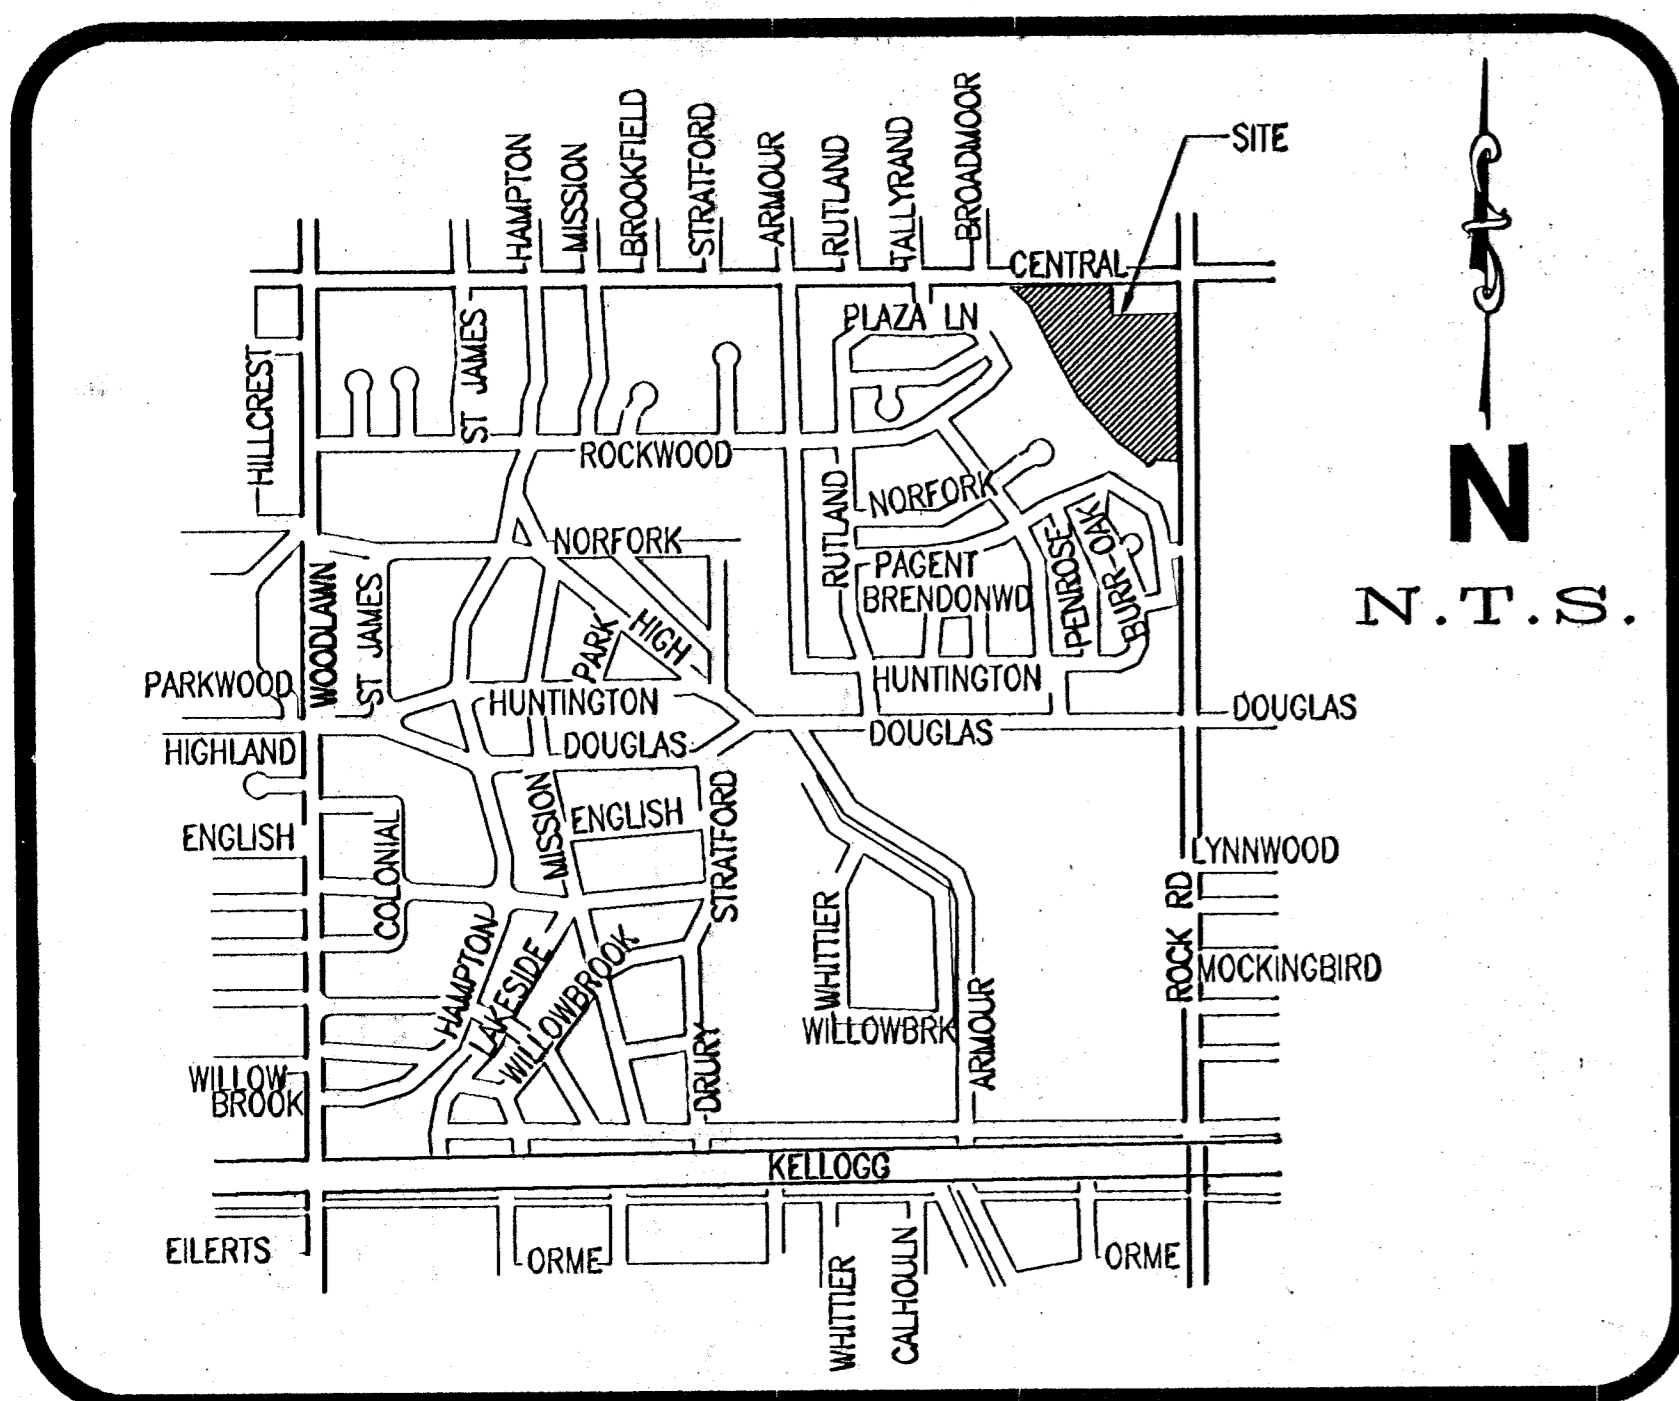 HAMPTON
MISSION
BROOKFIELD
STRATFORD
ARMOUR
RUTLAND
TALLYRAND
BROADMOOR
SITE
CENTRAL
PLAZA LN
ST JAMES
HILLCREST
ROCKWOOD
N
RUTLAND
NORFORK
PENROSE
BURR-OAK
NORFORK
PAGENT
BRENDONWD
N.T.S.
WOODLAWN
ST JAMES
PARK
HIGH
PARKWOOD
HUNTINGTON
HUNTINGTON
DOUGLAS
HIGHLAND
DOUGLAS
DOUGLAS
MISSION
ENGLISH
STRATFORD
ENGLISH
COLONIAL
LYNNWOOD
ROCK RD
WHITTIER
HAMPTON
LAKESIDE
WILLOWBROOK
MOCKINGBIRD
WILLOWBRK
ARMOUR
DRURY
WILLOW
BROOK
KELLOGG
EILERTS
ORME
WHITTIER
CALHOULN
ORME